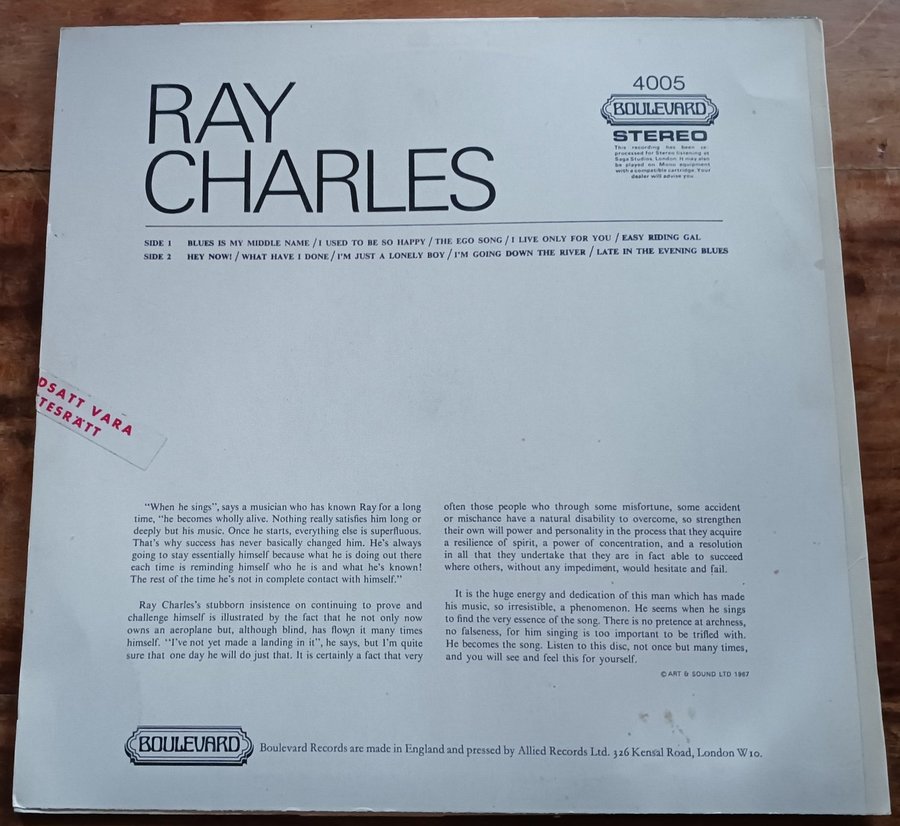 RAY
CHARLES
4005
BOULEVARD
STEREO
This recording has been re-
processed for Stereo listening at
Saga Studios, London. It may also
be played on Mono equipment
with a compatible cartridge. Your
dealer will advise you.
SIDE 1 BLUES IS MY MIDDLE NAME / I USED TO BE SO HAPPY / THE EGO SONG / I LIVE ONLY FOR YOU / EASY RIDING GAL
SIDE 2 HEY NOW! / WHAT HAVE I DONE / I'M JUST A LONELY BOY / I'M GOING DOWN THE RIVER / LATE IN THE EVENING BLUES
DSATT VARA
TESRÄTT
"When he sings", says a musician who has known Ray for a long
time, "he becomes wholly alive. Nothing really satisfies him long or
deeply but his music. Once he starts, everything else is superfluous.
That's why success has never basically changed him. He's always
going to stay essentially himself because what he is doing out there
each time is reminding himself who he is and what he's known!
The rest of the time he's not in complete contact with himself."
Ray Charles's stubborn insistence on continuing to prove and
challenge himself is illustrated by the fact that he not only now
owns an aeroplane but, although blind, has flown it many times
himself. "I've not yet made a landing in it", he says, but I'm quite
sure that one day he will do just that. It is certainly a fact that very
often those people who through some misfortune, some accident
or mischance have a natural disability to overcome, so strengthen
their own will power and personality in the process that they acquire
a resilience of spirit, a power of concentration, and a resolution
in all that they undertake that they are in fact able to succeed
where others, without any impediment, would hesitate and fail.
It is the huge energy and dedication of this man which has made
his music, so irresistible, a phenomenon. He seems when he sings
to find the very essence of the song. There is no pretence at archness,
no falseness, for him singing is too important to be trifled with.
He becomes the song. Listen to this disc, not once but many times,
and you will see and feel this for yourself.
© ART & SOUND LTD 1967
BOULEVARD
Boulevard Records are made in England and pressed by Allied Records Ltd. 326 Kensal Road, London W10.